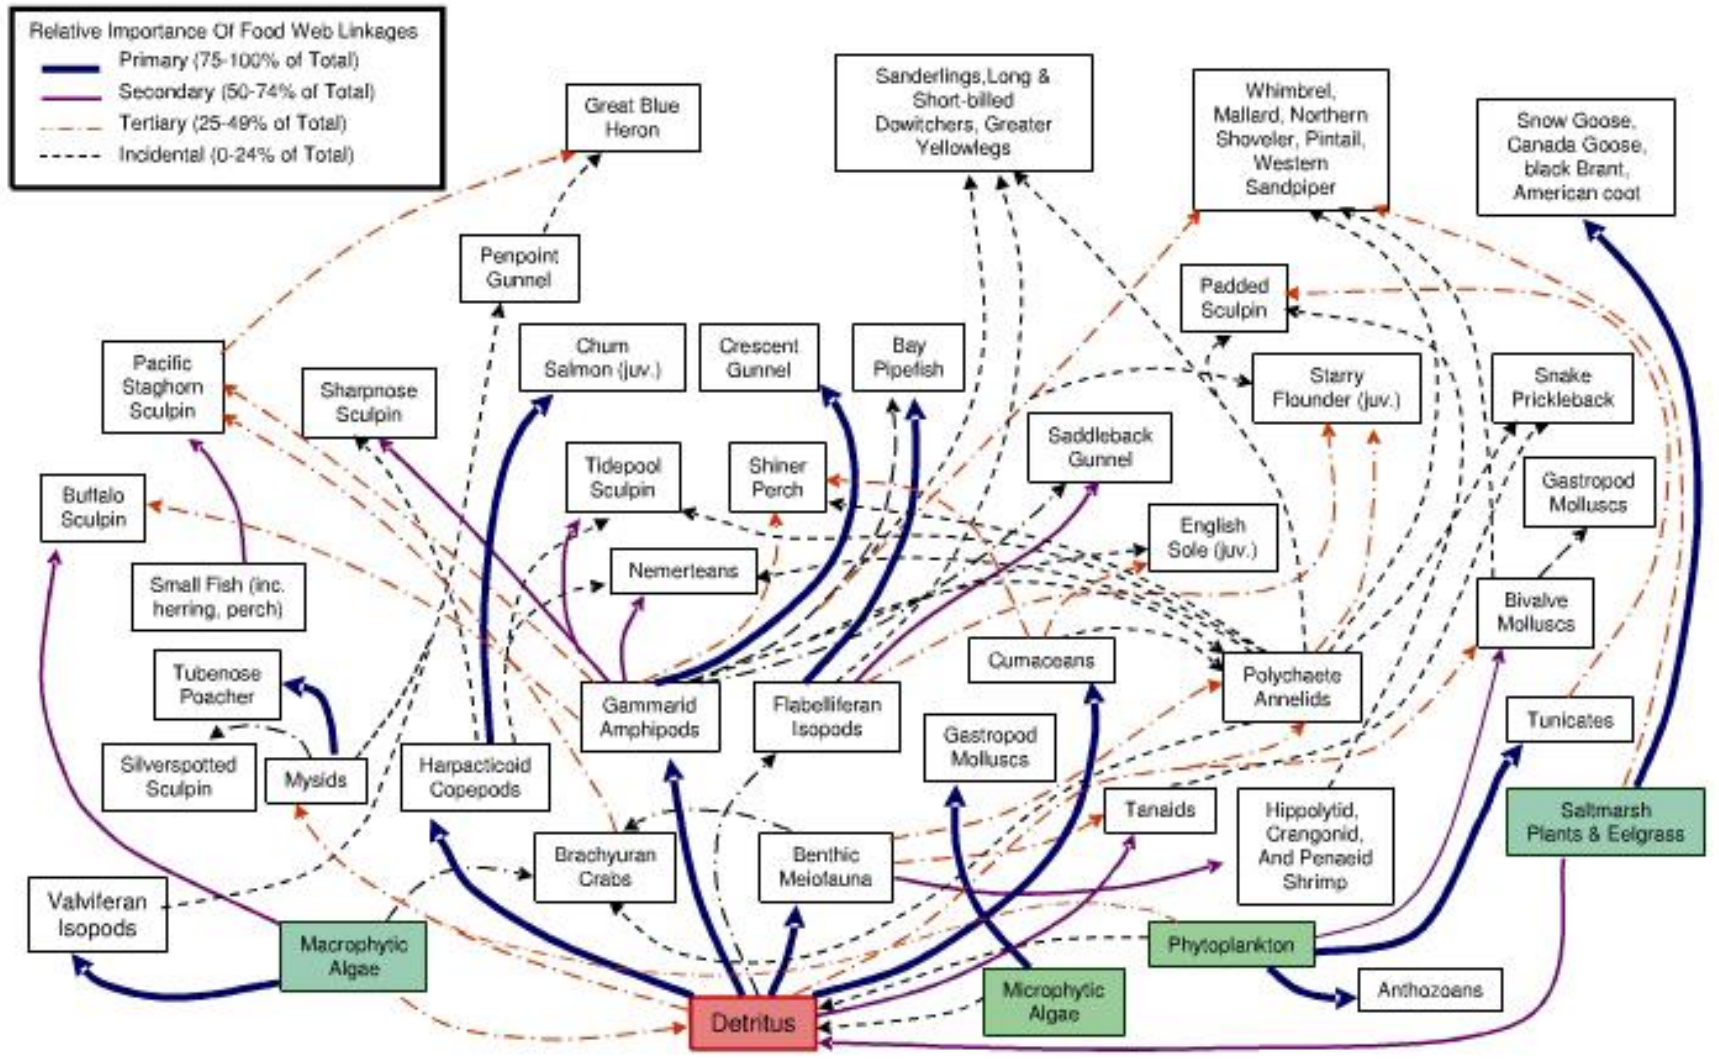 Relative Importance Of Food Web Linkages
Primary (75-100% of Total)
Secondary (50-74% of Total)
Tertiary (25-49% of Total)
Incidental (0-24% of Total)
Great Blue
Heron
Sanderlings,Long &
Short-billed
Dowitchers, Greater
Yellowlegs
Whimbrel,
Mallard, Northern
Shoveler, Pintail,
Western
Sandpiper
Snow Goose,
Canada Goose,
black Brant,
American coot
Penpoint
Gunnel
Padded
Sculpin
Pacific
Staghorn
Sculpin
Sharpnose
Sculpin
Chum
Salmon (juv.)
Crescent
Gunnel
Bay
Pipefish
Starry
Flounder (juv.)
Snake
Prickleback
Buffalo
Sculpin
Tidepool
Sculpin
Shiner
Perch
Saddleback
Gunnel
Gastropod
Molluscs
English
Sole (juv.)
Small Fish (inc.
herring, perch)
Nemerteans
Bivalve
Molluscs
Tubenose
Poacher
Cumaceans
Polychaete
Annelids
Gammarid
Amphipods
Flabelliferan
Isopods
Gastropod
Molluscs
Tunicates
Silverspotted
Sculpin
Mysids
Harpacticoid
Copepods
Tanaids
Hippolytid,
Crangonid,
And Penaeid
Shrimp
Saltmarsh
Plants & Eelgrass
Brachyuran
Crabs
Benthic
Meiofauna
Valviferan
Isopods
Macrophytic
Algae
Phytoplankton
Microphytic
Algae
Anthozoans
Detritus